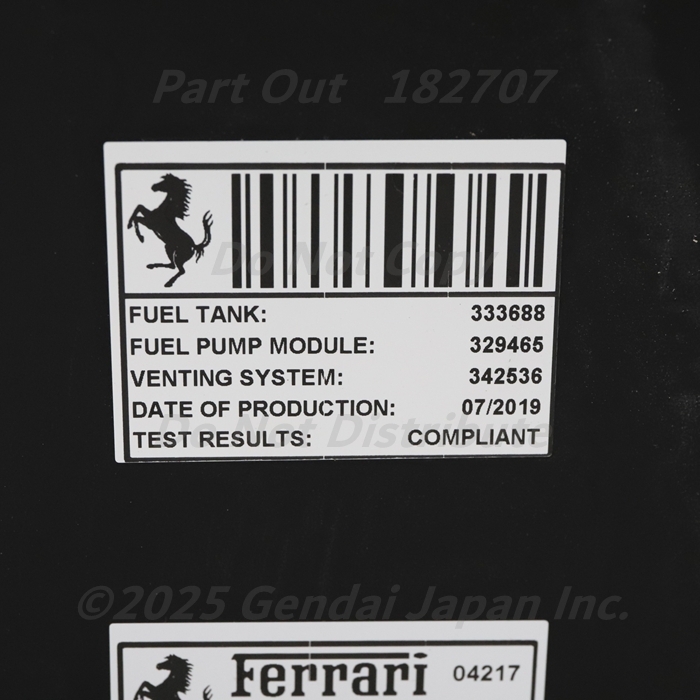 Part Out 182707
Do Not Copy
FUEL TANK: 333688
FUEL PUMP MODULE: 329465
VENTING SYSTEM: 342536
DATE OF PRODUCTION: 07/2019
Do Not Distribute
TEST RESULTS: COMPLIANT
©2025 Gendai Japan Inc.
Ferrari 04217